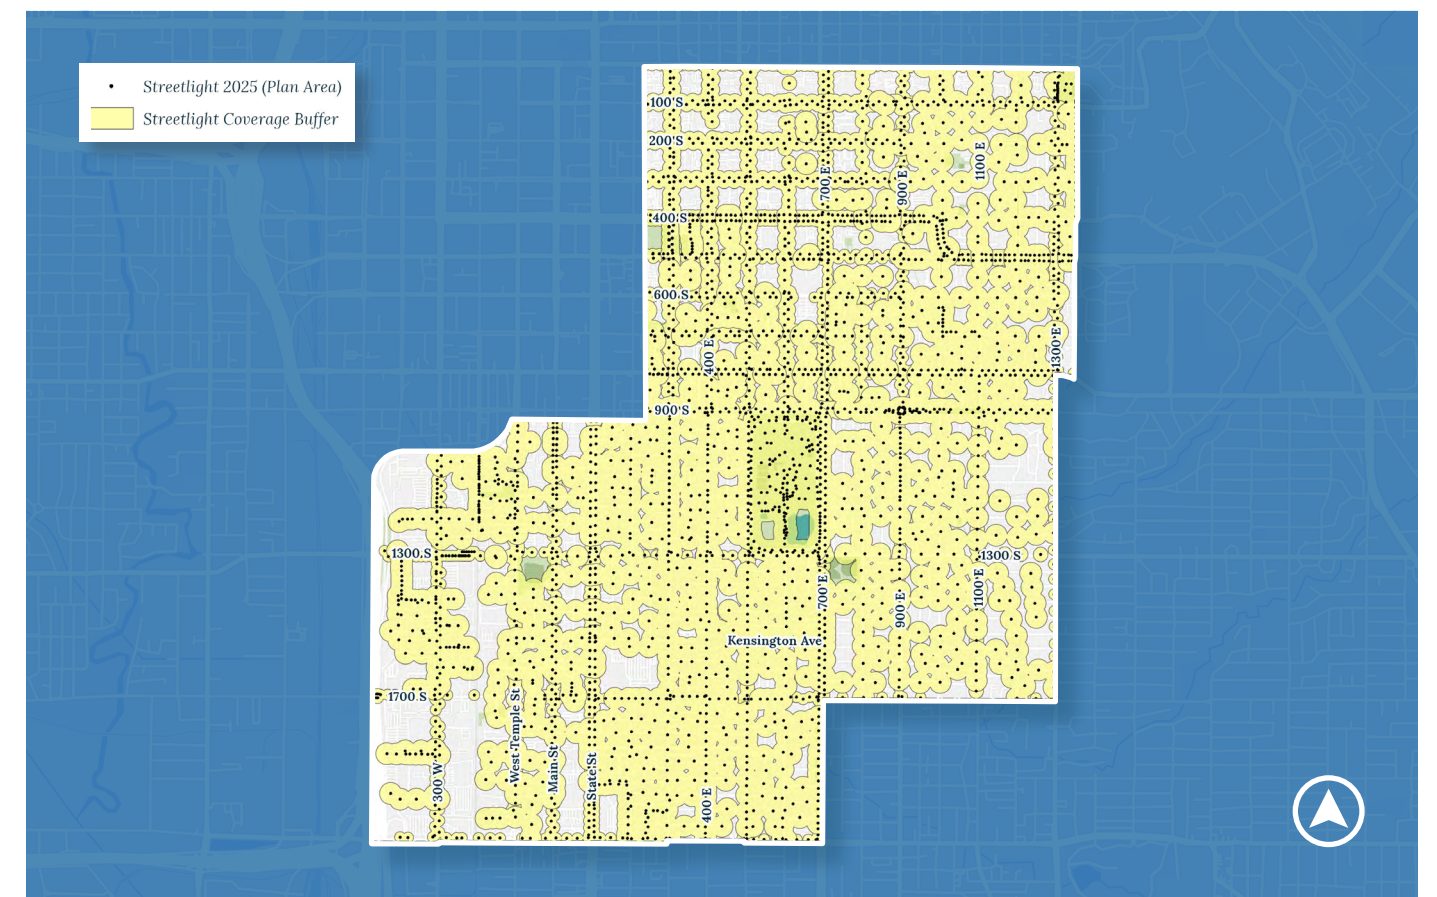 Streetlight 2025 (Plan Area)
Streetlight Coverage Buffer
100 S
200 S
1100 E
700 E
900 E
400 S
600 S
400 E
1300 E
900 S
1300 S
1300 S
700 E
900 E
1100 E
Kensington Ave
1700 S
West Temple St
Main St
State St
300 W
400 E